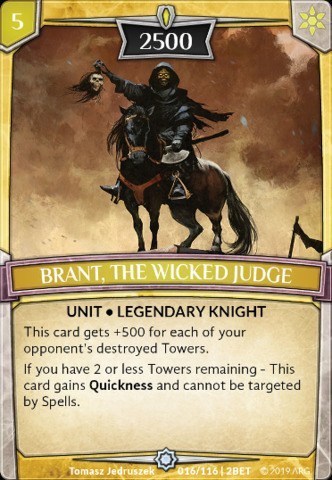 5
2500
BRANT, THE WICKED JUDGE
UNIT • LEGENDARY KNIGHT
This card gets +500 for each of your
opponent's destroyed Towers.
If you have 2 or less Towers remaining - This
card gains Quickness and cannot be targeted
by Spells.
Tomasz Jedruszek 016/116 | 2BET © 2019 ARG